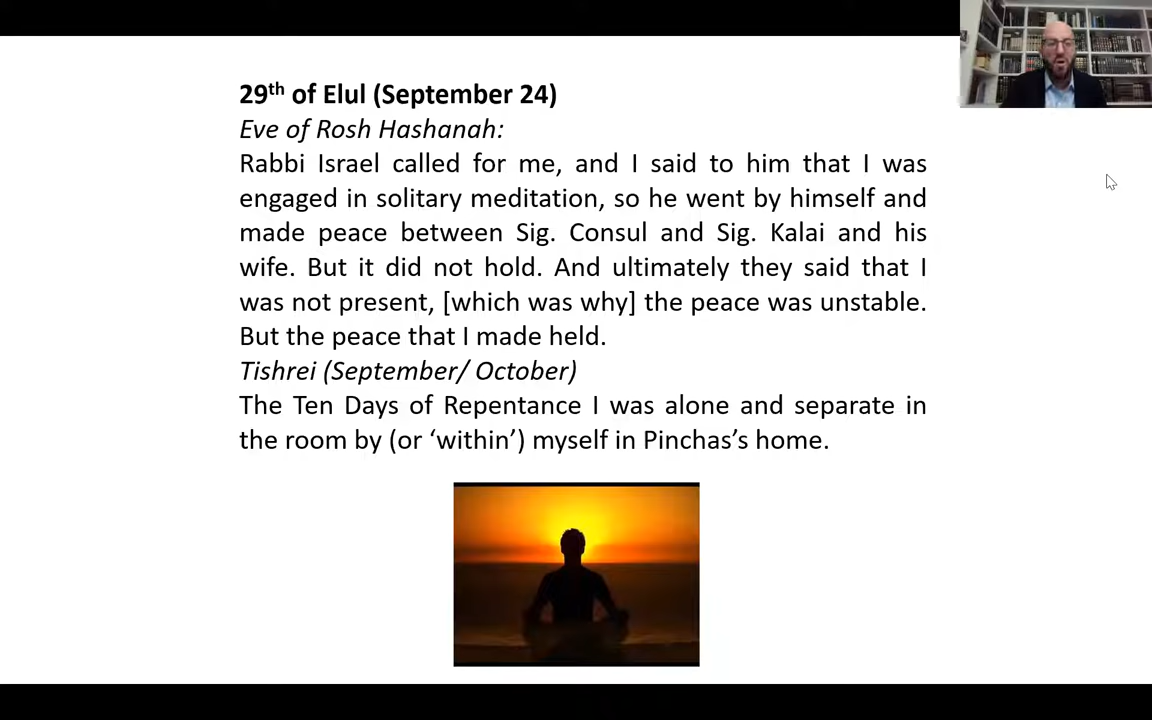 29th of Elul (September 24)
Eve of Rosh Hashanah:
Rabbi Israel called for me, and I said to him that I was
engaged in solitary meditation, so he went by himself and
made peace between Sig. Consul and Sig. Kalai and his
wife. But it did not hold. And ultimately they said that I
was not present, [which was why] the peace was unstable.
But the peace that I made held.
Tishrei (September/ October)
The Ten Days of Repentance I was alone and separate in
the room by (or ‘within’) myself in Pinchas’s home.